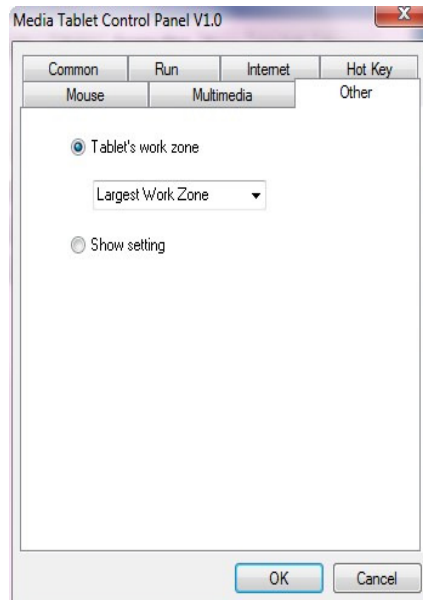 Media Tablet Control Panel V1.0
X
Common Run Internet Hot Key
Mouse Multimedia Other
Tablet's work zone
Largest Work Zone
Show setting
OK Cancel